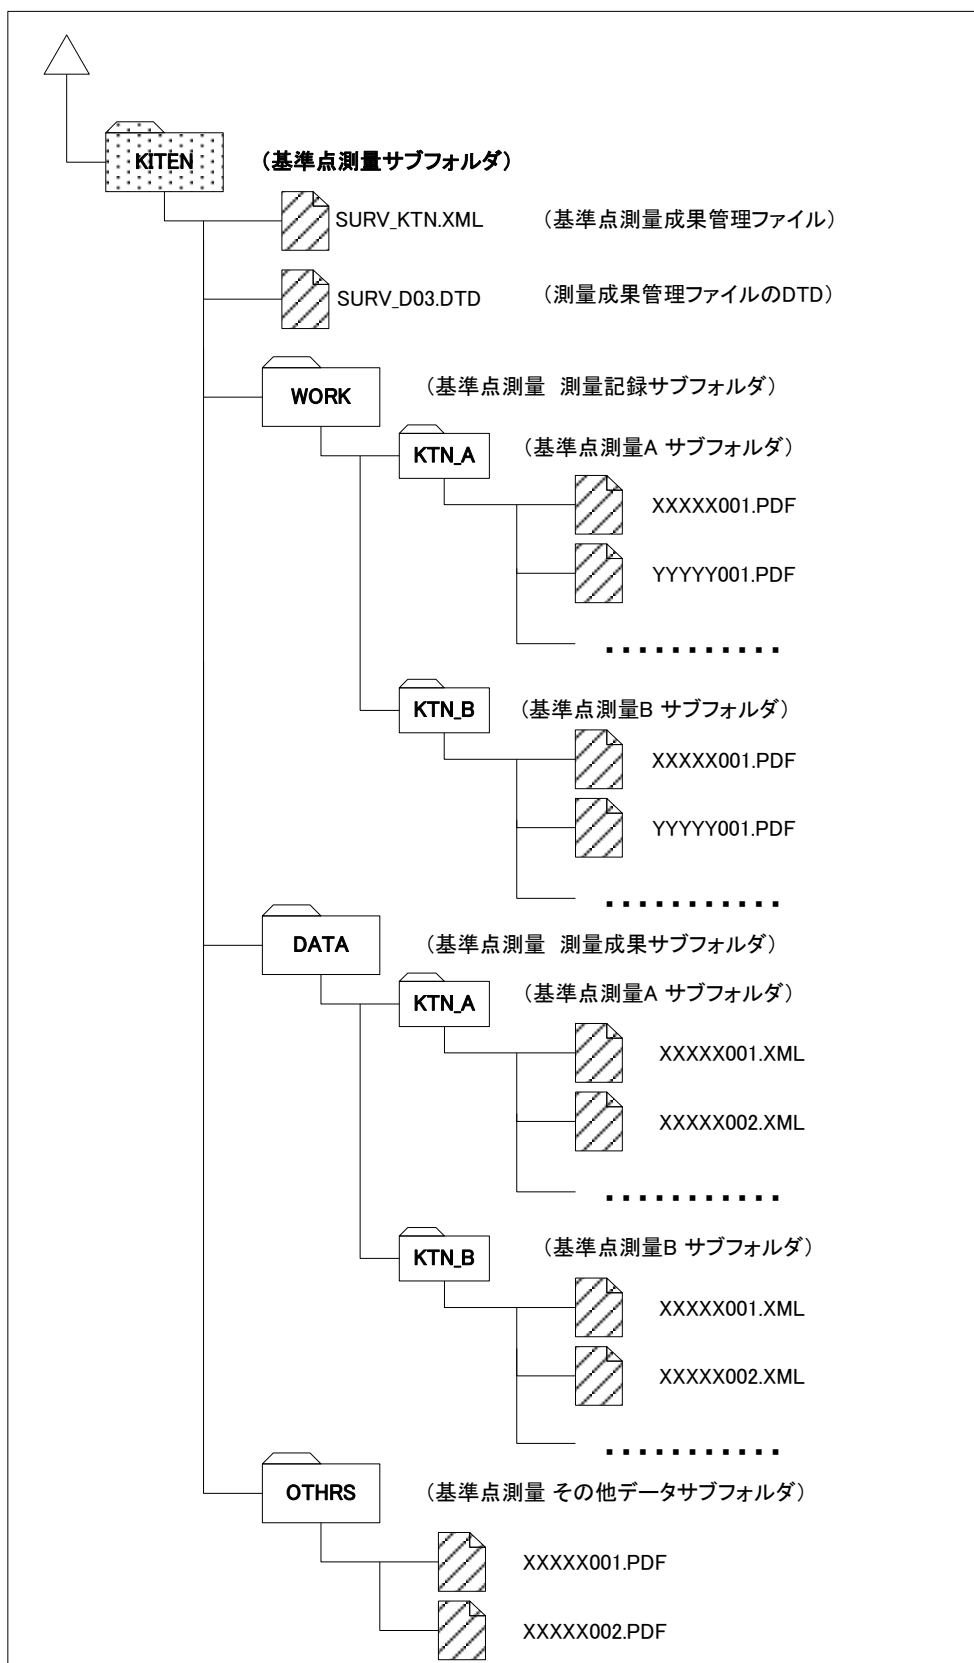 KITEN (基準点測量サブフォルダ)
SURV_KTN.XML (基準点測量成果管理ファイル)
SURV_D03.DTD (測量成果管理ファイルのDTD)
WORK (基準点測量 測量記録サブフォルダ)
KTN_A (基準点測量A サブフォルダ)
XXXXX001.PDF
YYYYY001.PDF
...........
KTN_B (基準点測量B サブフォルダ)
XXXXX001.PDF
YYYYY001.PDF
...........
DATA (基準点測量 測量成果サブフォルダ)
KTN_A (基準点測量A サブフォルダ)
XXXXX001.XML
XXXXX002.XML
...........
KTN_B (基準点測量B サブフォルダ)
XXXXX001.XML
XXXXX002.XML
...........
OTHRS (基準点測量 その他データサブフォルダ)
XXXXX001.PDF
XXXXX002.PDF